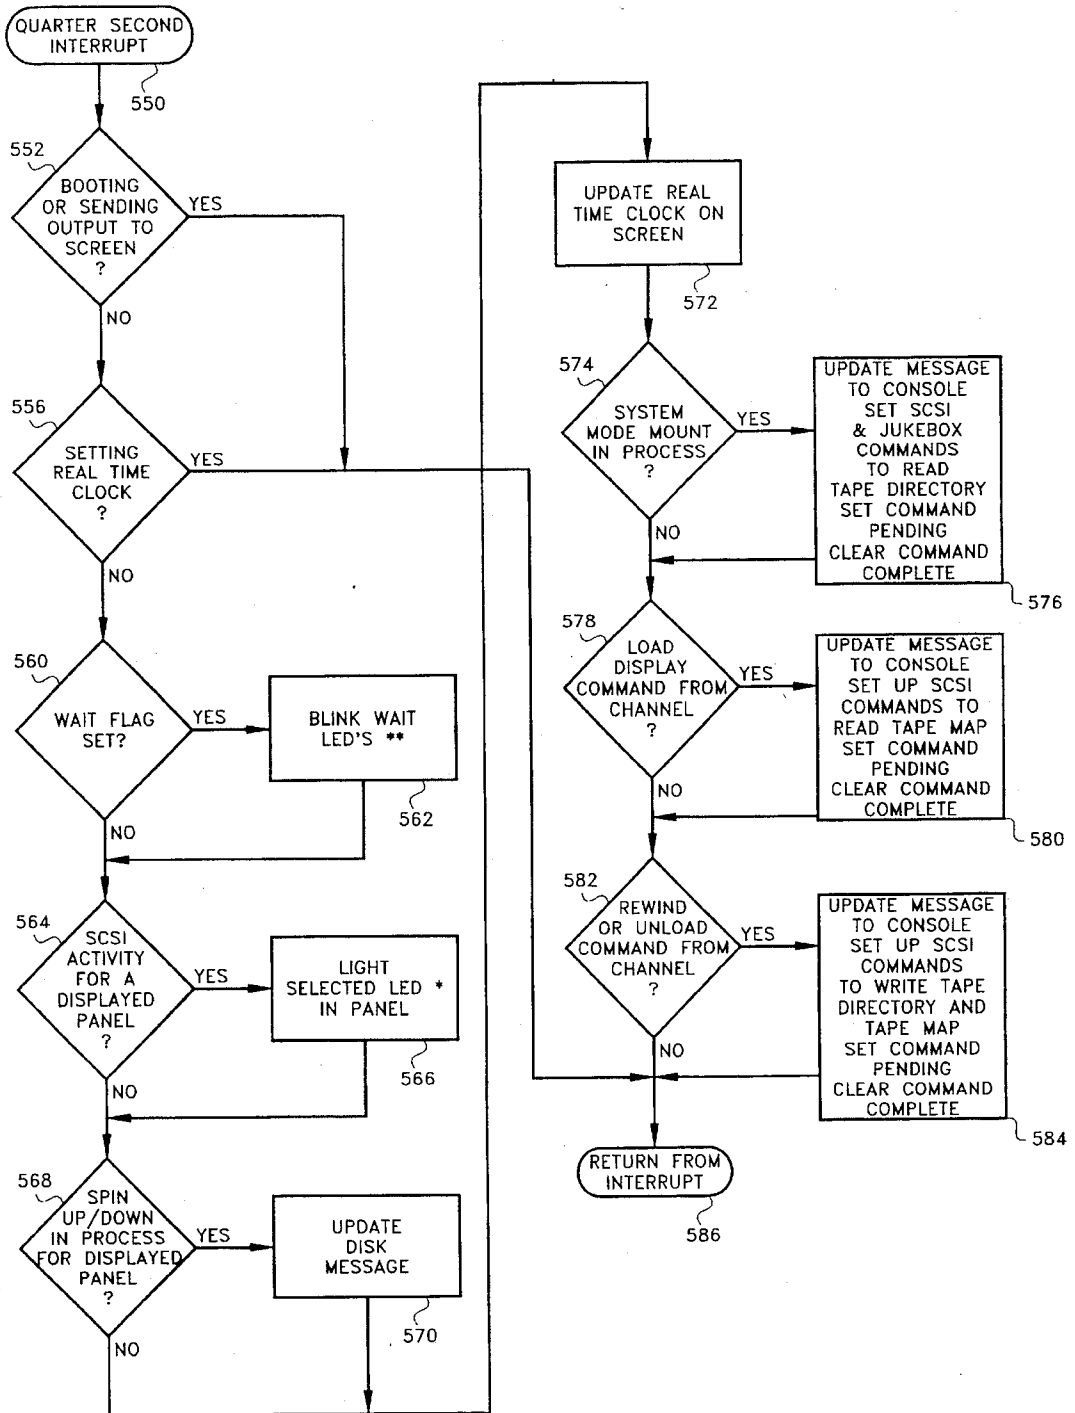 QUARTER SECOND
INTERRUPT
550
552
BOOTING
OR SENDING
OUTPUT TO
SCREEN
?
YES
NO
556
SETTING
REAL TIME
CLOCK
?
YES
NO
560
WAIT FLAG
SET?
YES
BLINK WAIT
LED'S **
562
NO
564
SCSI
ACTIVITY
FOR A
DISPLAYED
PANEL
?
YES
LIGHT
SELECTED LED *
IN PANEL
566
NO
568
SPIN
UP/DOWN
IN PROCESS
FOR DISPLAYED
PANEL
?
YES
UPDATE
DISK
MESSAGE
570
NO
UPDATE REAL
TIME CLOCK ON
SCREEN
572
574
SYSTEM
MODE MOUNT
IN PROCESS
?
YES
UPDATE MESSAGE
TO CONSOLE
SET SCSI
& JUKEBOX
COMMANDS
TO READ
TAPE DIRECTORY
SET COMMAND
PENDING
CLEAR COMMAND
COMPLETE
576
NO
578
LOAD
DISPLAY
COMMAND FROM
CHANNEL
?
YES
UPDATE MESSAGE
TO CONSOLE
SET UP SCSI
COMMANDS TO
READ TAPE MAP
SET COMMAND
PENDING
CLEAR COMMAND
COMPLETE
580
NO
582
REWIND
OR UNLOAD
COMMAND FROM
CHANNEL
?
YES
UPDATE MESSAGE
TO CONSOLE
SET UP SCSI
COMMANDS
TO WRITE TAPE
DIRECTORY AND
TAPE MAP
SET COMMAND
PENDING
CLEAR COMMAND
COMPLETE
584
NO
RETURN FROM
INTERRUPT
586